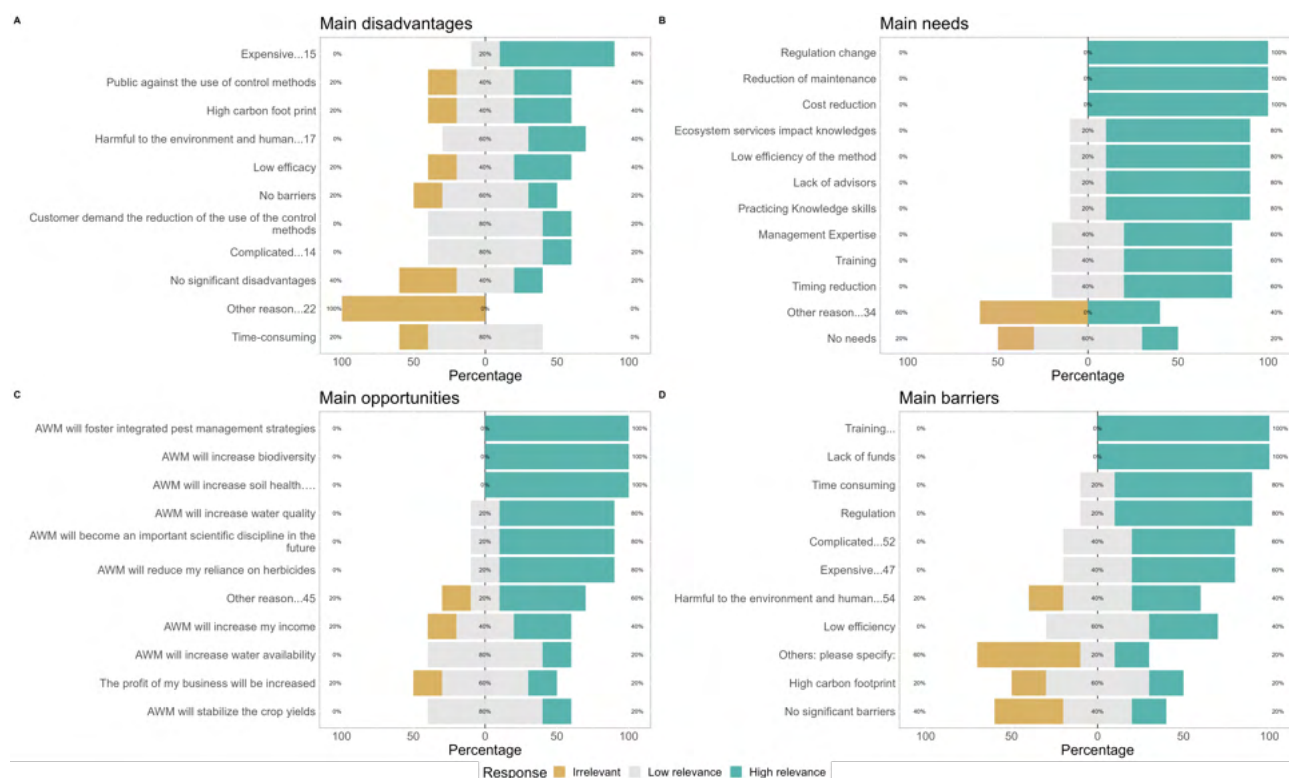 A
Main disadvantages
Expensive...15 0% 20% 80%
Public against the use of control methods 20% 40% 40%
High carbon foot print 20% 40% 40%
Harmful to the environment and human...17 0% 60% 40%
Low efficacy 20% 40% 40%
No barriers 20% 60% 20%
Customer demand the reduction of the use of the control
methods 0% 80% 20%
Complicated...14 0% 80% 20%
No significant disadvantages 40% 40% 20%
Other reason...22 100% 0% 0%
Time-consuming 20% 80% 0%
100 50 0 50 100
Percentage
B
Main needs
Regulation change 0% 0% 100%
Reduction of maintenance 0% 0% 100%
Cost reduction 0% 0% 100%
Ecosystem services impact knowledges 0% 20% 80%
Low efficiency of the method 0% 20% 80%
Lack of advisors 0% 20% 80%
Practicing Knowledge skills 0% 20% 80%
Management Expertise 0% 40% 60%
Training 0% 40% 60%
Timing reduction 0% 40% 60%
Other reason...34 60% 0% 40%
No needs 20% 60% 20%
100 50 0 50 100
Percentage
C
Main opportunities
AWM will foster integrated pest management strategies 0% 0% 100%
AWM will increase biodiversity 0% 0% 100%
AWM will increase soil health.... 0% 0% 100%
AWM will increase water quality 0% 20% 80%
AWM will become an important scientific discipline in the
future 0% 20% 80%
AWM will reduce my reliance on herbicides 0% 20% 80%
Other reason...45 20% 20% 60%
AWM will increase my income 20% 40% 40%
AWM will increase water availability 0% 80% 20%
The profit of my business will be increased 20% 60% 20%
AWM will stabilize the crop yields 0% 80% 20%
100 50 0 50 100
Percentage
D
Main barriers
Training... 0% 0% 100%
Lack of funds 0% 0% 100%
Time consuming 0% 20% 80%
Regulation 0% 20% 80%
Complicated...52 0% 40% 60%
Expensive...47 0% 40% 60%
Harmful to the environment and human...54 20% 40% 40%
Low efficiency 0% 60% 40%
Others: please specify: 60% 20% 20%
High carbon footprint 20% 60% 20%
No significant barriers 40% 40% 20%
100 50 0 50 100
Percentage
Response Irrelevant Low relevance High relevance